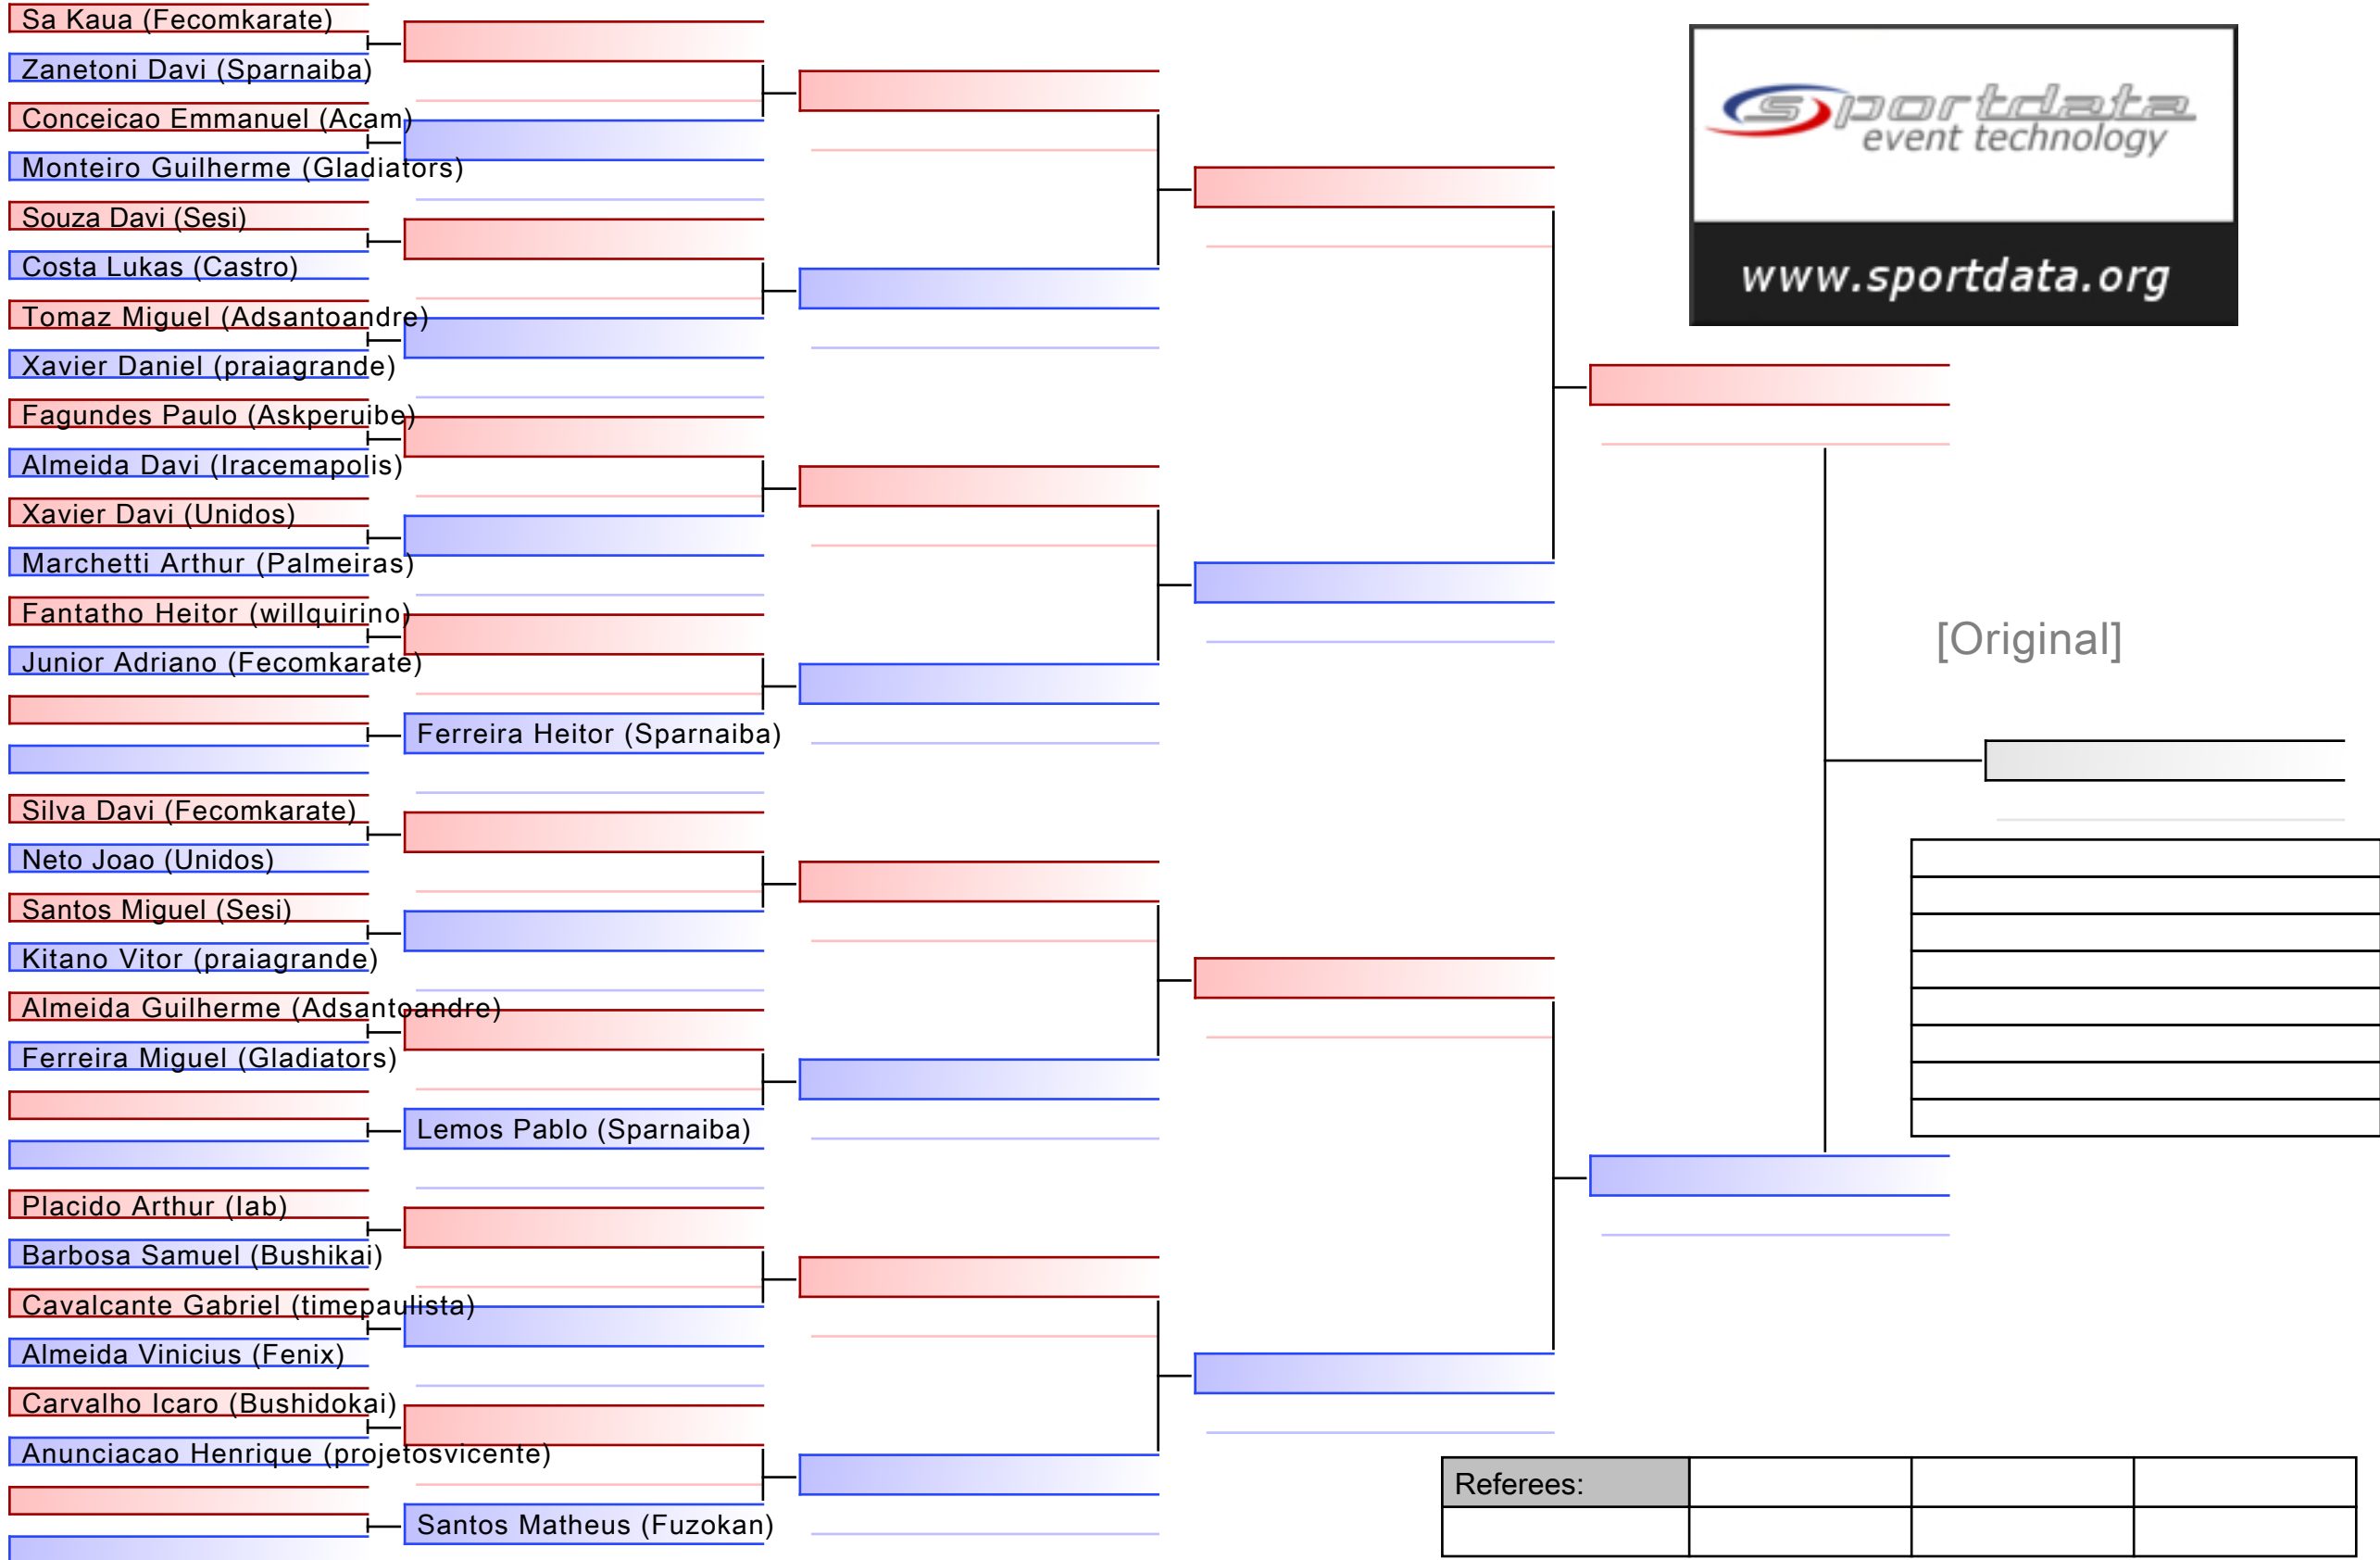 Sa Kaua (Fecomkarate)
Zanetoni Davi (Sparnaiba)
Conceicao Emmanuel (Acam)
Monteiro Guilherme (Gladiators)
Souza Davi (Sesi)
Costa Lukas (Castro)
Tomaz Miguel (Adsantoandre)
Xavier Daniel (praiagrande)
Fagundes Paulo (Askperuibe)
Almeida Davi (Iracemapolis)
Xavier Davi (Unidos)
Marchetti Arthur (Palmeiras)
Fantatho Heitor (willquirino)
Junior Adriano (Fecomkarate)
Ferreira Heitor (Sparnaiba)
Silva Davi (Fecomkarate)
Neto Joao (Unidos)
Santos Miguel (Sesi)
Kitano Vitor (praiagrande)
Almeida Guilherme (Adsantoandre)
Ferreira Miguel (Gladiators)
Lemos Pablo (Sparnaiba)
Placido Arthur (Iab)
Barbosa Samuel (Bushikai)
Cavalcante Gabriel (timepaulista)
Almeida Vinicius (Fenix)
Carvalho Icaro (Bushidokai)
Anunciacao Henrique (projetosvicente)
Santos Matheus (Fuzokan)
sportdata
event technology
www.sportdata.org
[Original]
Referees: